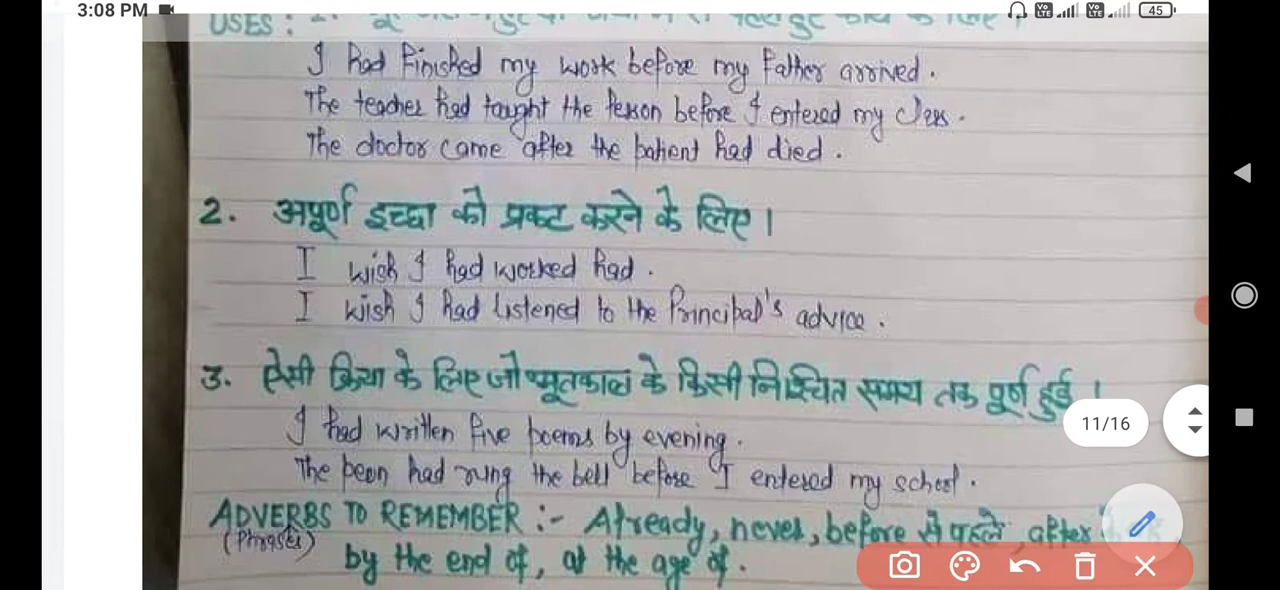 3:08 PM
45
USES :
I had finished my work before my father arrived.
The teacher had taught the lesson before I entered my class.
The doctor came after the patient had died.
2. अपूर्ण इच्छा को प्रकट करने के लिए।
I wish I had worked had.
I wish I had listened to the Principal's advice.
3. ऐसी क्रिया के लिए जो भूतकाल के किसी निश्चित समय तक पूर्ण हुई।
11/16
I had written five poems by evening.
The peon had rung the bell before I entered my school.
ADVERBS TO REMEMBER :- Already, never, before से पहले, after
(Phrases) by the end of, at the age of.